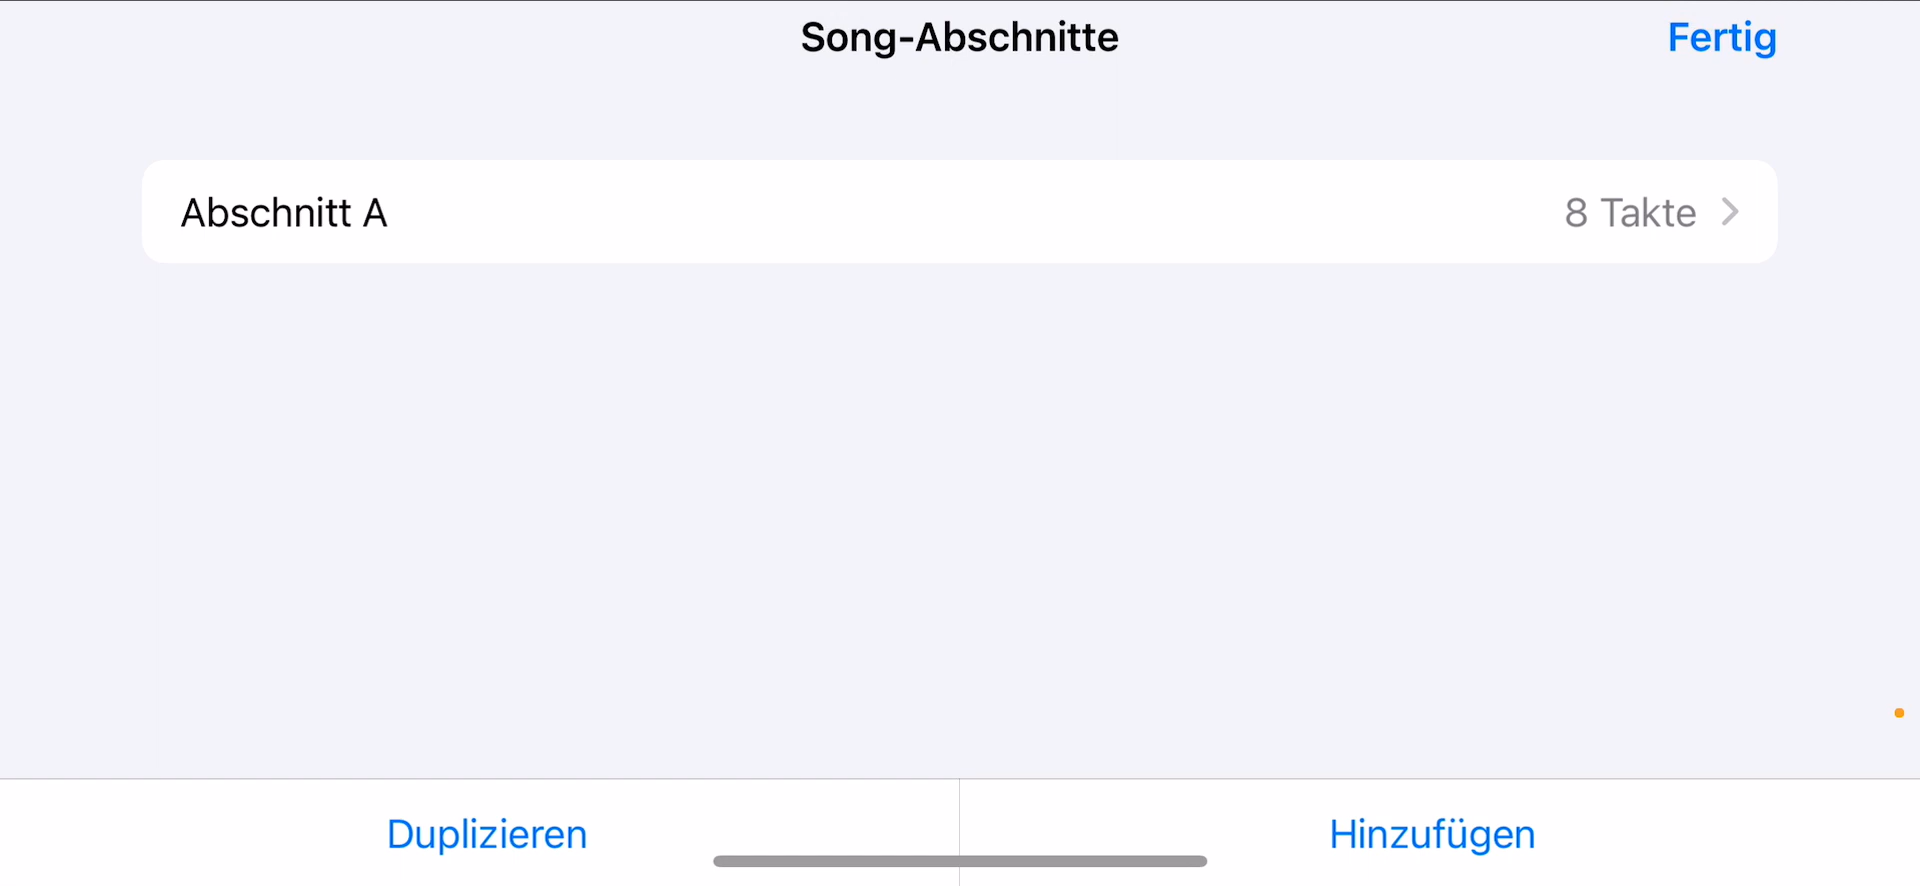 Song-Abschnitte
Fertig
Abschnitt A
8 Takte
Duplizieren
Hinzufügen